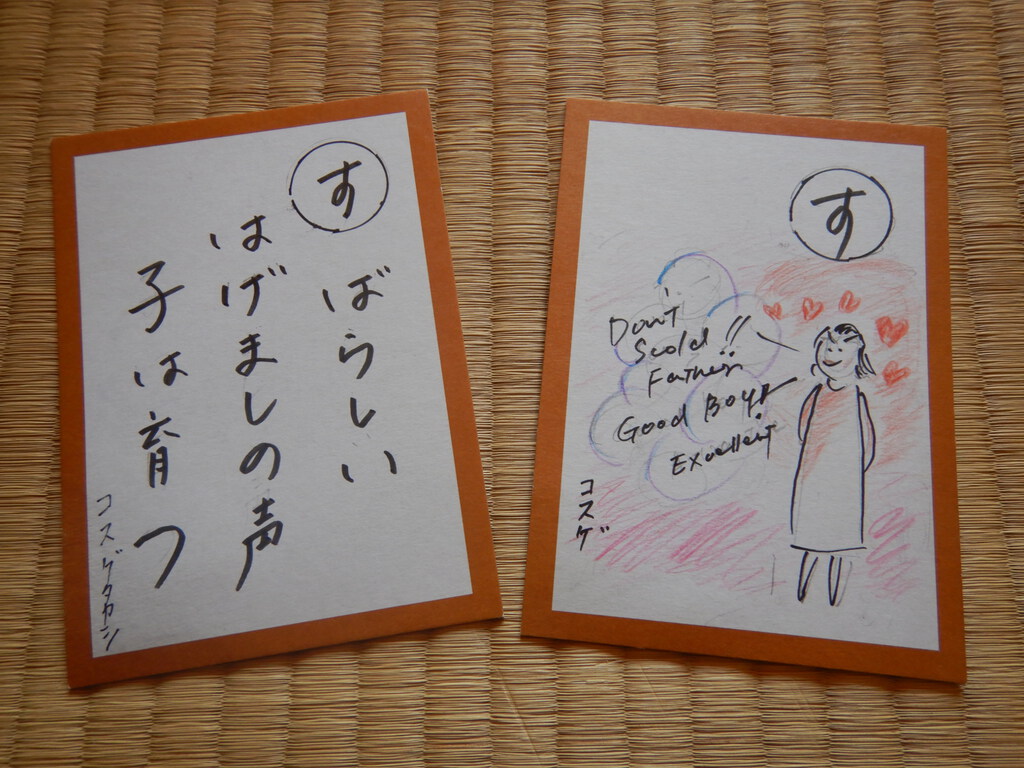 す
ばらしい
はげましの声
子は育つ
コスゲタカシ
す
Dont
Scold!!
Father
Good Boy
Excellent
コスゲ